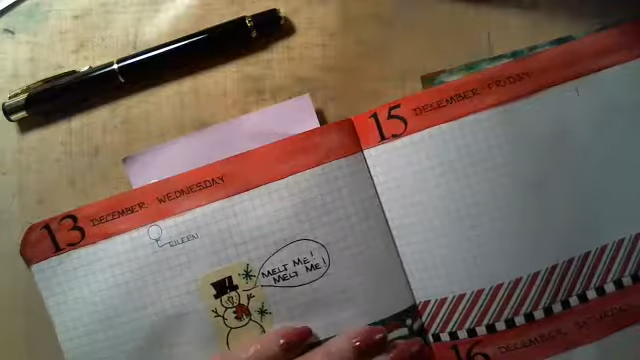 13 DECEMBER WEDNESDAY
EILEEN
MELT ME!
MELT ME!
15 DECEMBER FRIDAY
16 DECEMBER